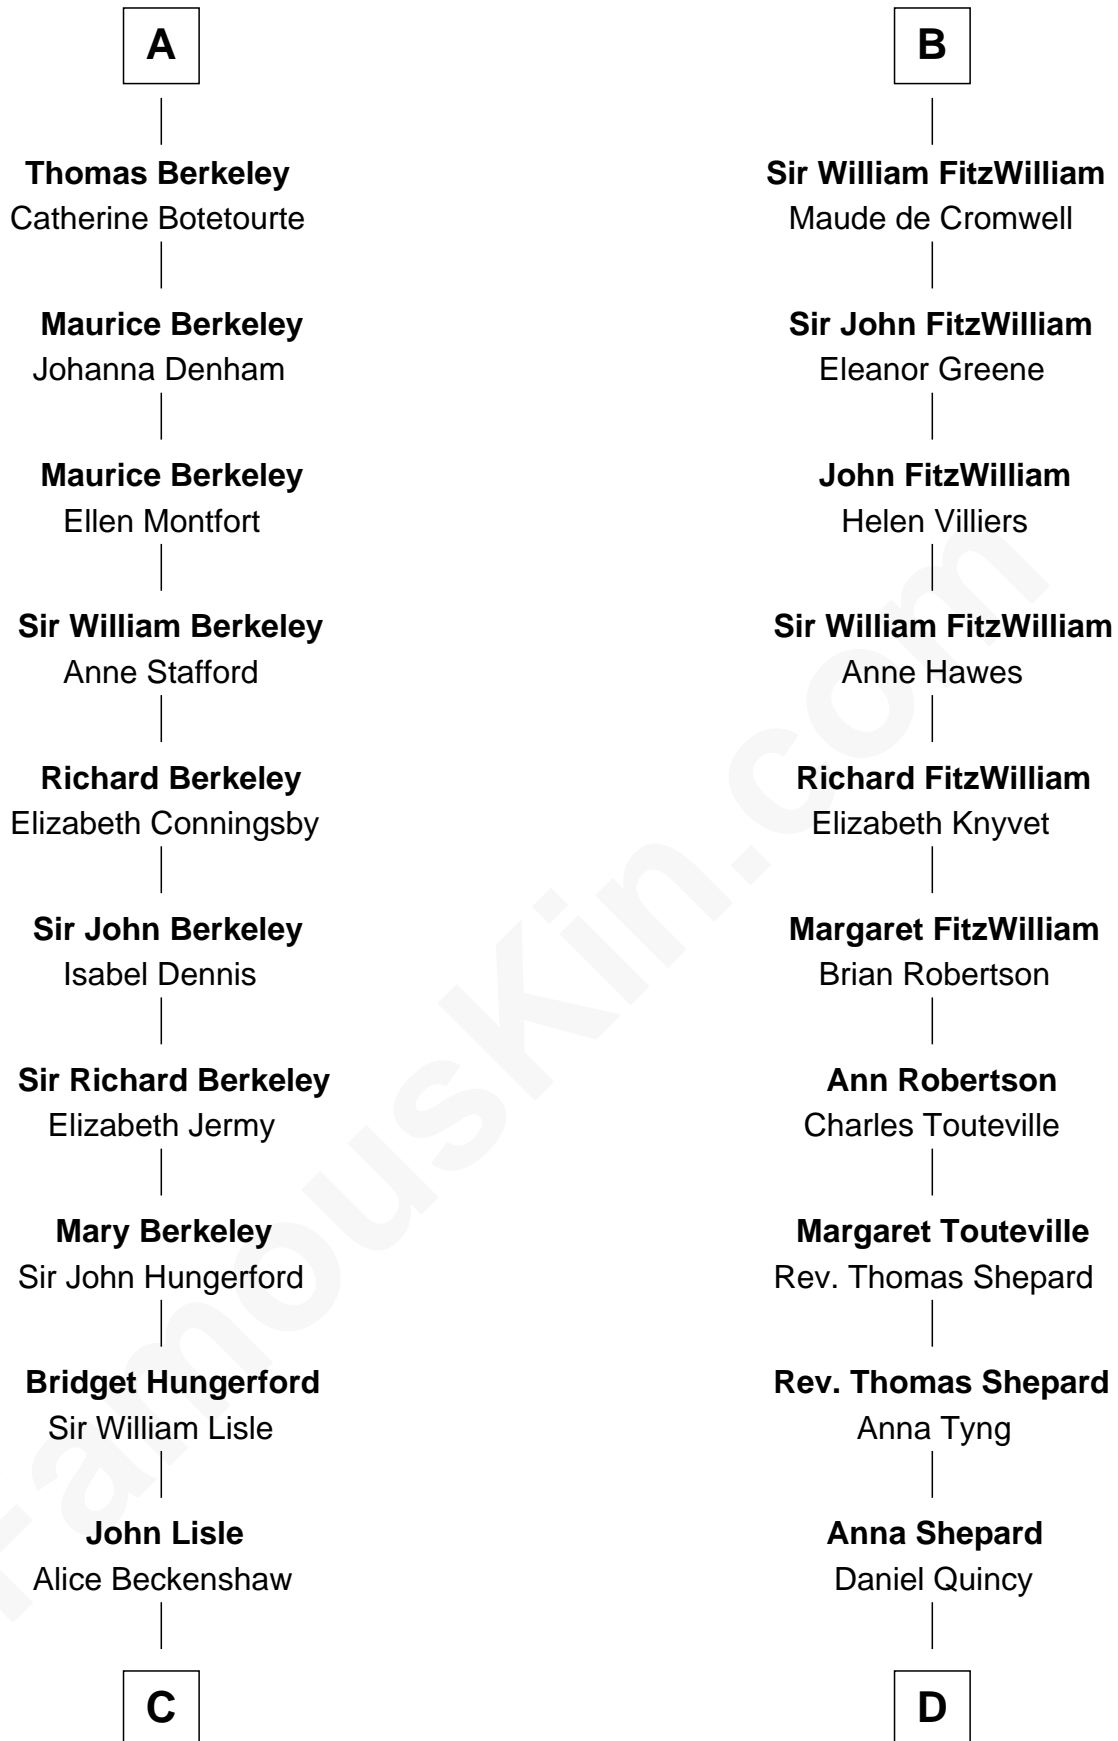 A
Thomas Berkeley
Catherine Botetourte
Maurice Berkeley
Johanna Denham
Maurice Berkeley
Ellen Montfort
Sir William Berkeley
Anne Stafford
Richard Berkeley
Elizabeth Conningsby
Sir John Berkeley
Isabel Dennis
Sir Richard Berkeley
Elizabeth Jermy
Mary Berkeley
Sir John Hungerford
Bridget Hungerford
Sir William Lisle
John Lisle
Alice Beckenshaw
C
B
Sir William FitzWilliam
Maude de Cromwell
Sir John FitzWilliam
Eleanor Greene
John FitzWilliam
Helen Villiers
Sir William FitzWilliam
Anne Hawes
Richard FitzWilliam
Elizabeth Knyvet
Margaret FitzWilliam
Brian Robertson
Ann Robertson
Charles Touteville
Margaret Touteville
Rev. Thomas Shepard
Rev. Thomas Shepard
Anna Tyng
Anna Shepard
Daniel Quincy
D
FamousKin.com